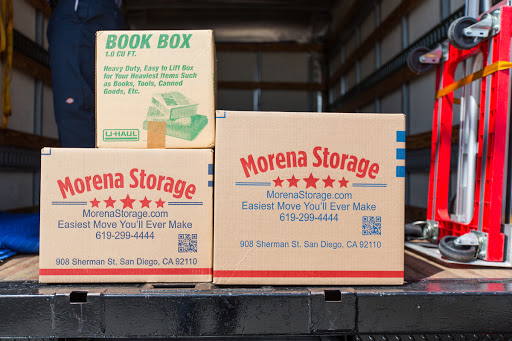 BOOK BOX
1.0 CU FT.
Heavy Duty, Easy to Lift Box
for Your Heaviest Items Such
as Books, Tools, Canned
Goods, Etc.
U-HAUL
Morena Storage
MorenaStorage.com
Easiest Move You'll Ever Make
619-299-4444
908 Sherman St. San Diego, CA 92110
Morena Storage
MorenaStorage.com
Easiest Move You'll Ever Make
619-299-4444
908 Sherman St. San Diego, CA 92110